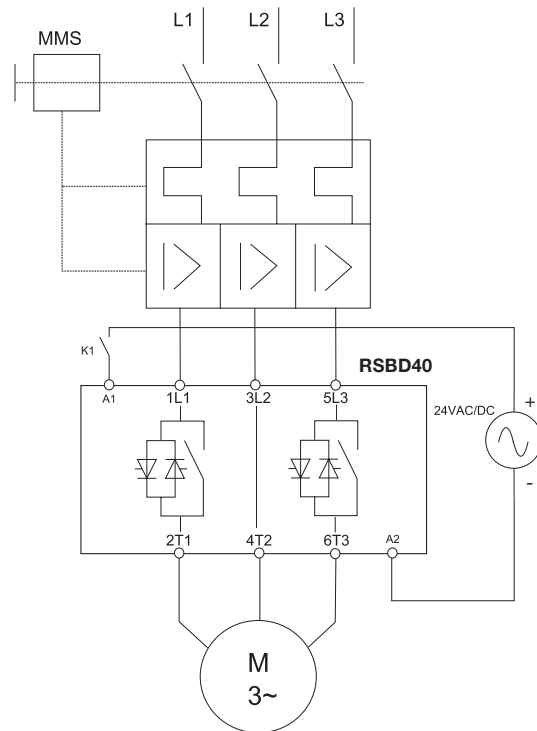 L1 L2 L3
MMS
K1
RSBD40
A1 1L1 3L2 5L3
24VAC/DC
+
-
2T1 4T2 6T3 A2
M
3~